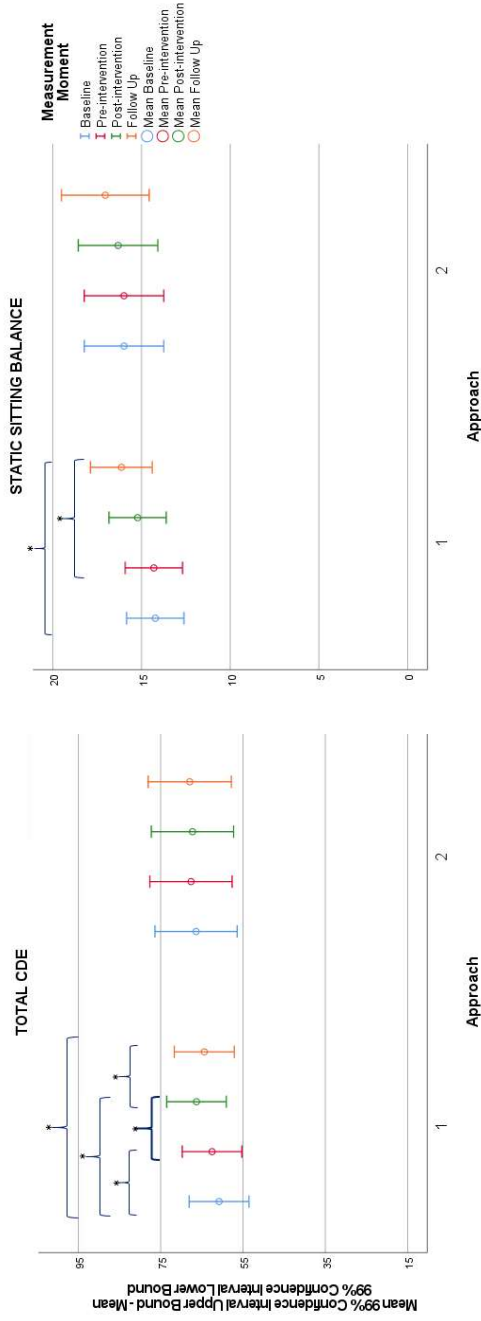 TOTAL CDE
Mean 99% Confidence Interval Upper Bound - Mean
99% Confidence Interval Lower Bound
95
75
55
35
15
*
*
*
*
*
1
2
Approach
STATIC SITTING BALANCE
20
15
10
5
0
*
*
1
2
Approach
Measurement
Moment
Baseline
Pre-intervention
Post-intervention
Follow Up
Mean Baseline
Mean Pre-intervention
Mean Post-intervention
Mean Follow Up